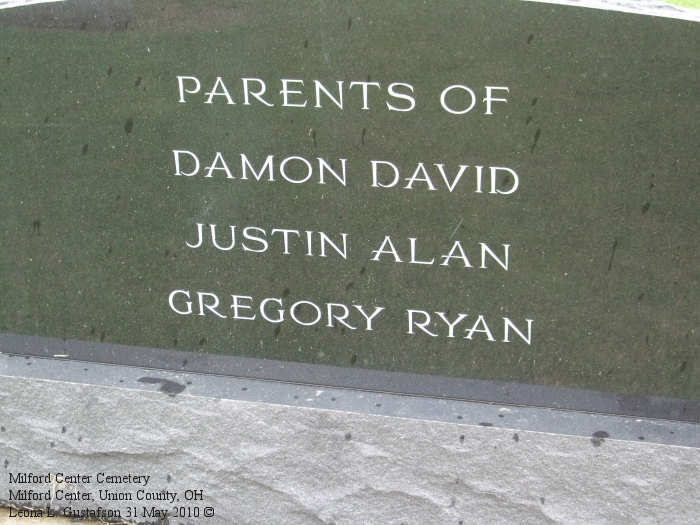 PARENTS OF
DAMON DAVID
JUSTIN ALAN
GREGORY RYAN
Milford Center Cemetery
Milford Center, Union County, OH
Leona L. Gustafson 31 May 2010 ©